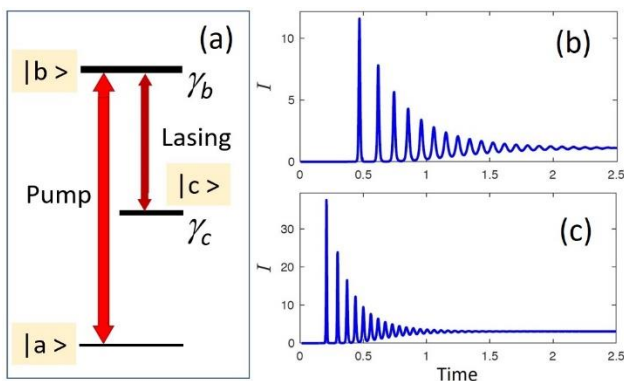 (a)
|b >
γb
Lasing
|c >
Pump
γc
|a >
(b)
I
10
5
0
0 0.5 1 1.5 2 2.5
(c)
I
30
20
10
0
0 0.5 1 1.5 2 2.5
Time